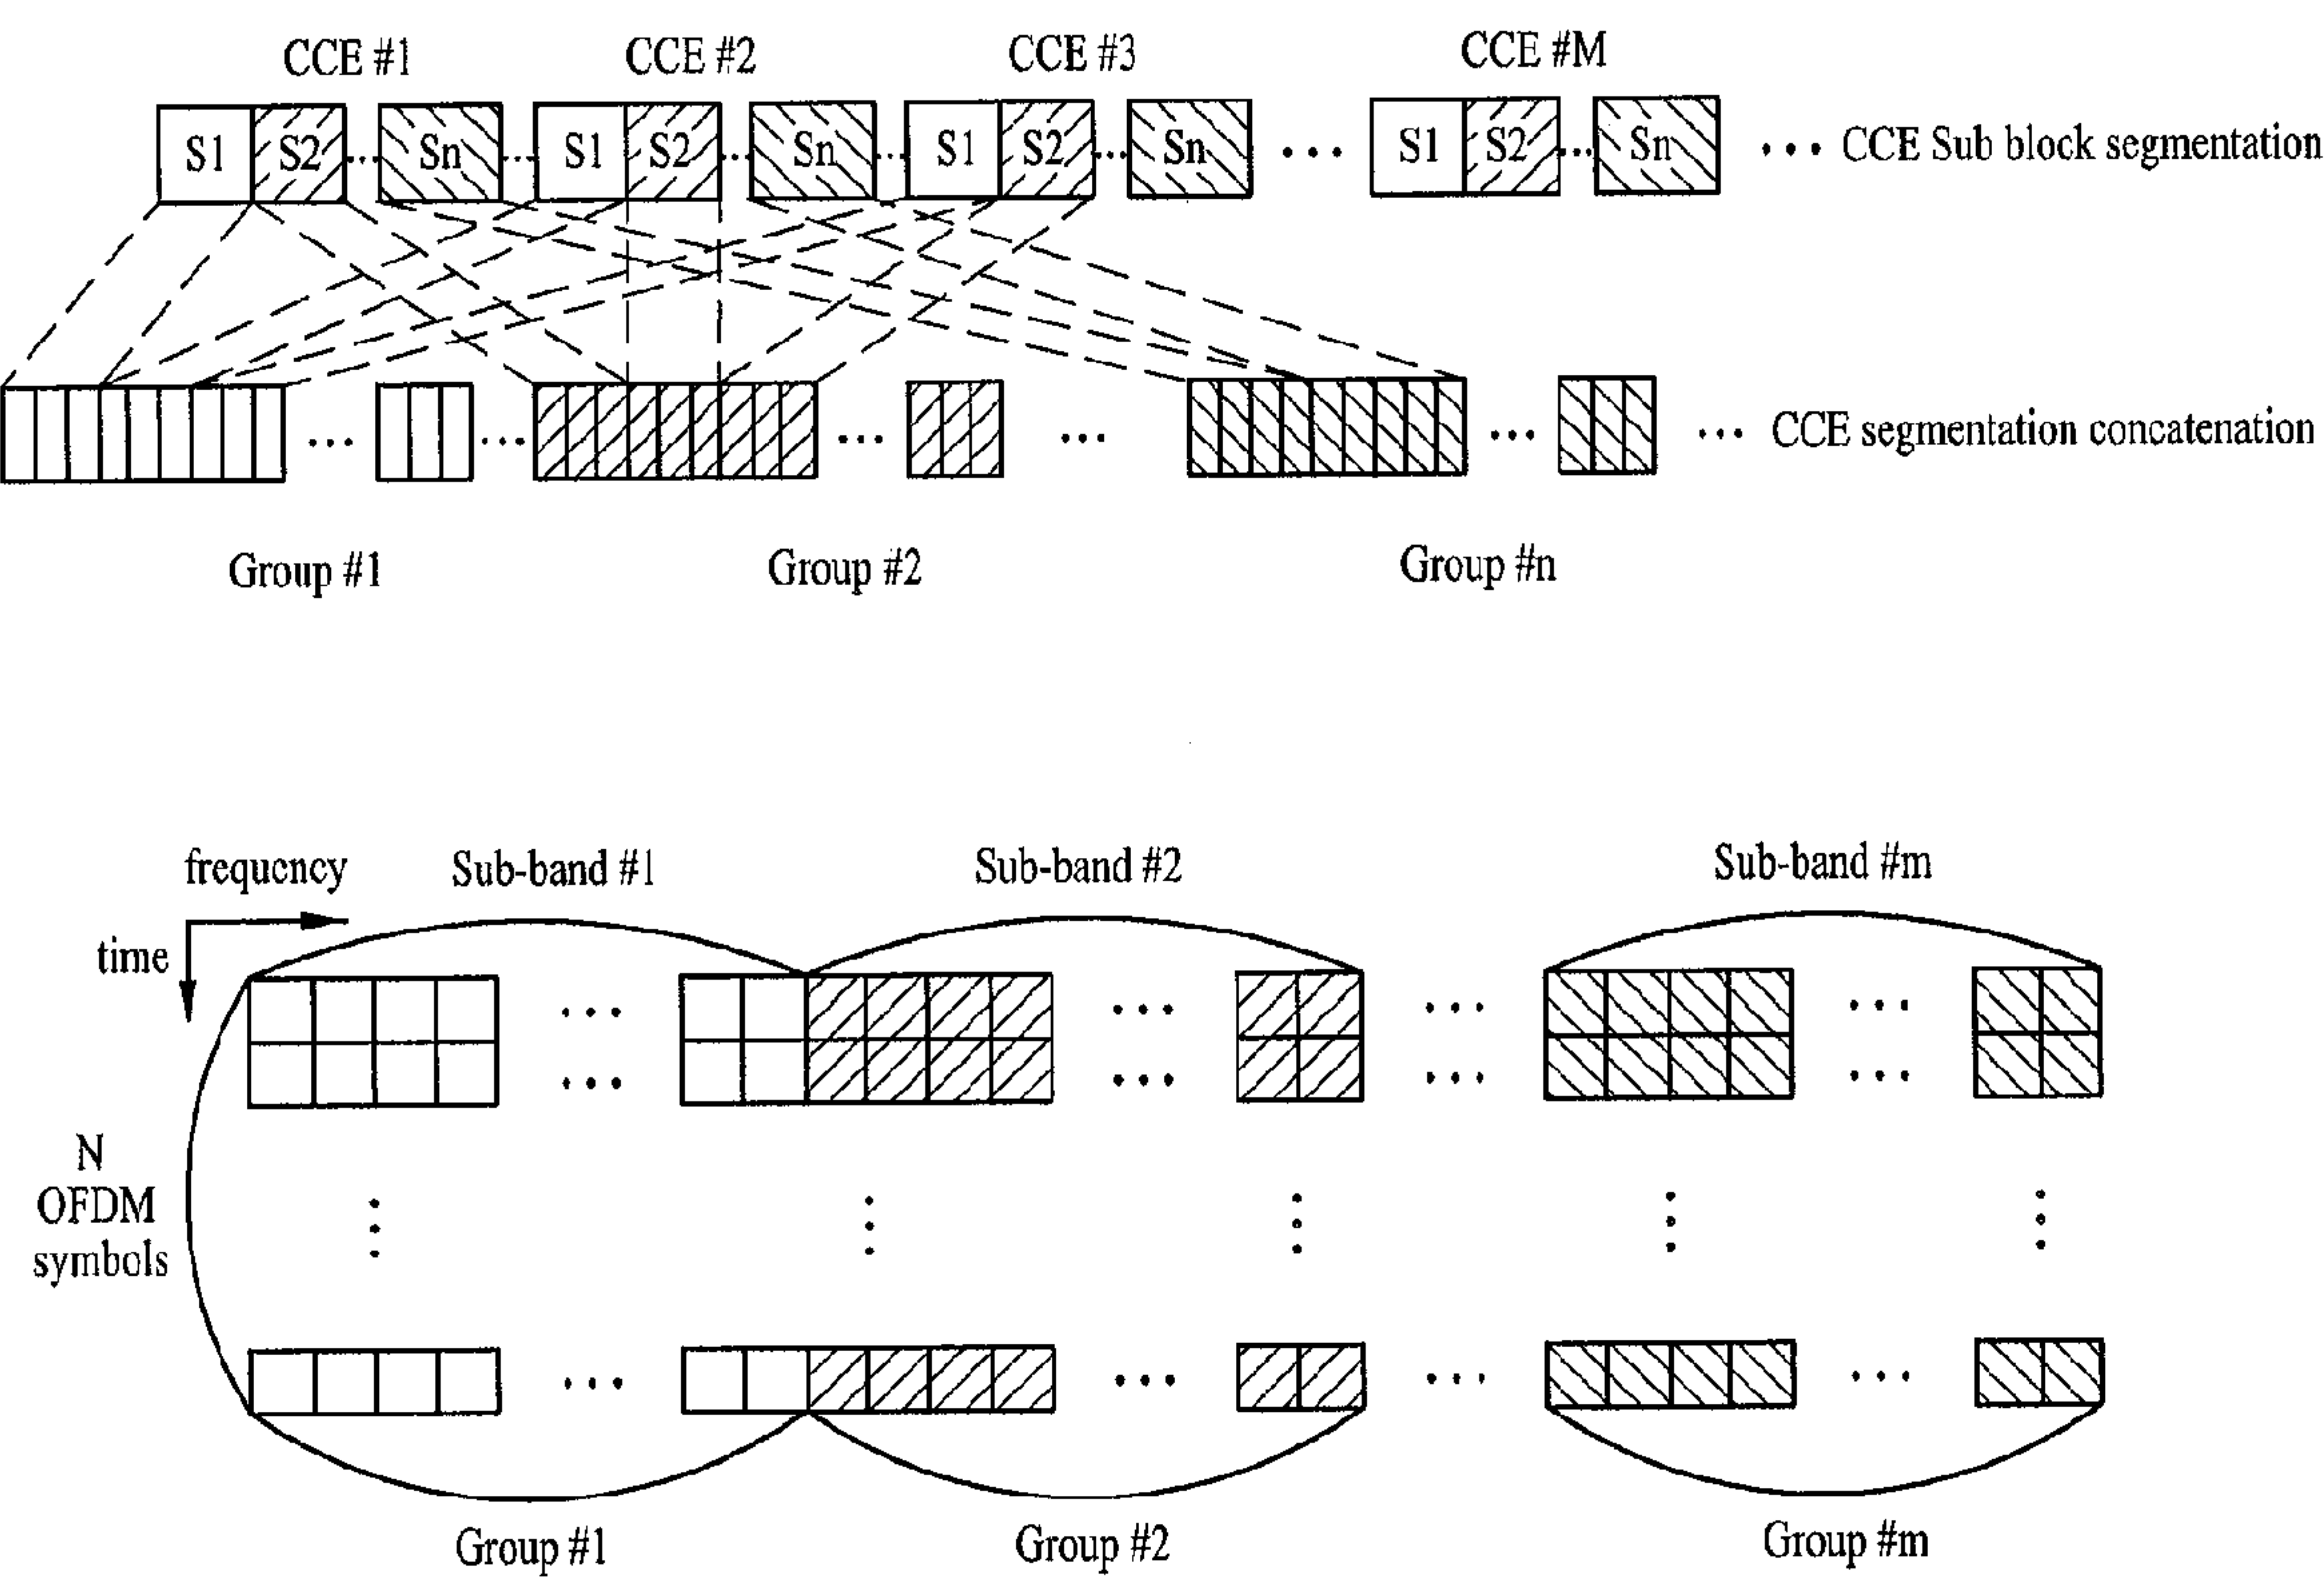 CCE #1 CCE #2 CCE #3 CCE #M
S1 S2 ... Sn ... S1 S2 ... Sn ... S1 S2 ... Sn ... S1 S2 ... Sn ... CCE Sub block segmentation
... ... ... ... ... ... CCE segmentation concatenation
Group #1 Group #2 Group #n
frequency Sub-band #1 Sub-band #2 Sub-band #m
time
N
OFDM
symbols
Group #1 Group #2 Group #m